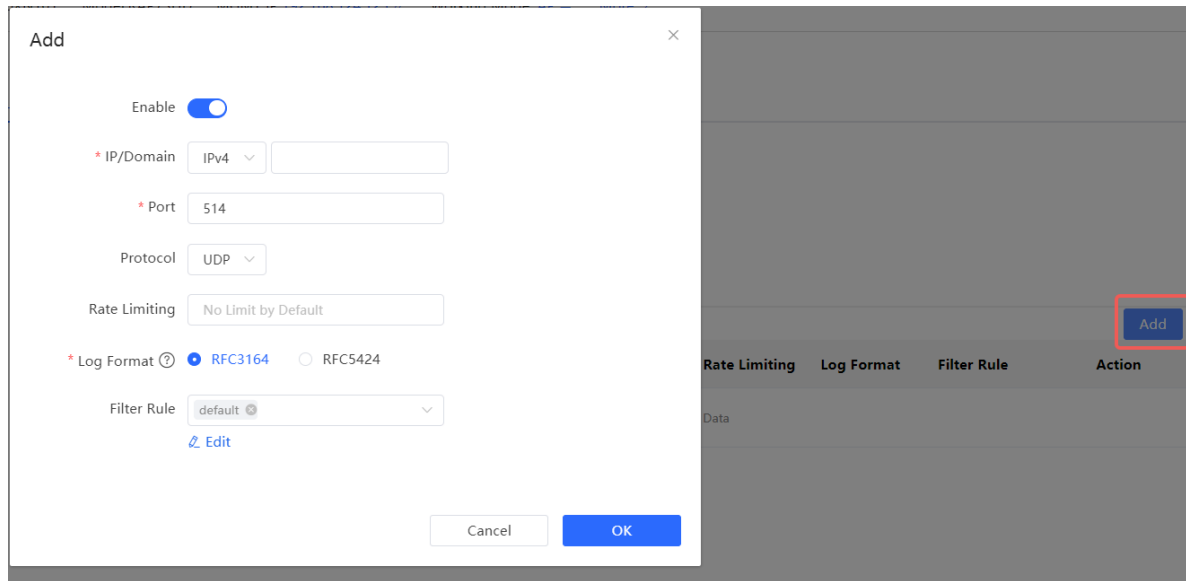 Add
Enable
* IP/Domain IPv4
* Port 514
Protocol UDP
Rate Limiting No Limit by Default
* Log Format RFC3164 RFC5424
Filter Rule default
Edit
Cancel OK
Add
Rate Limiting Log Format Filter Rule Action
Data